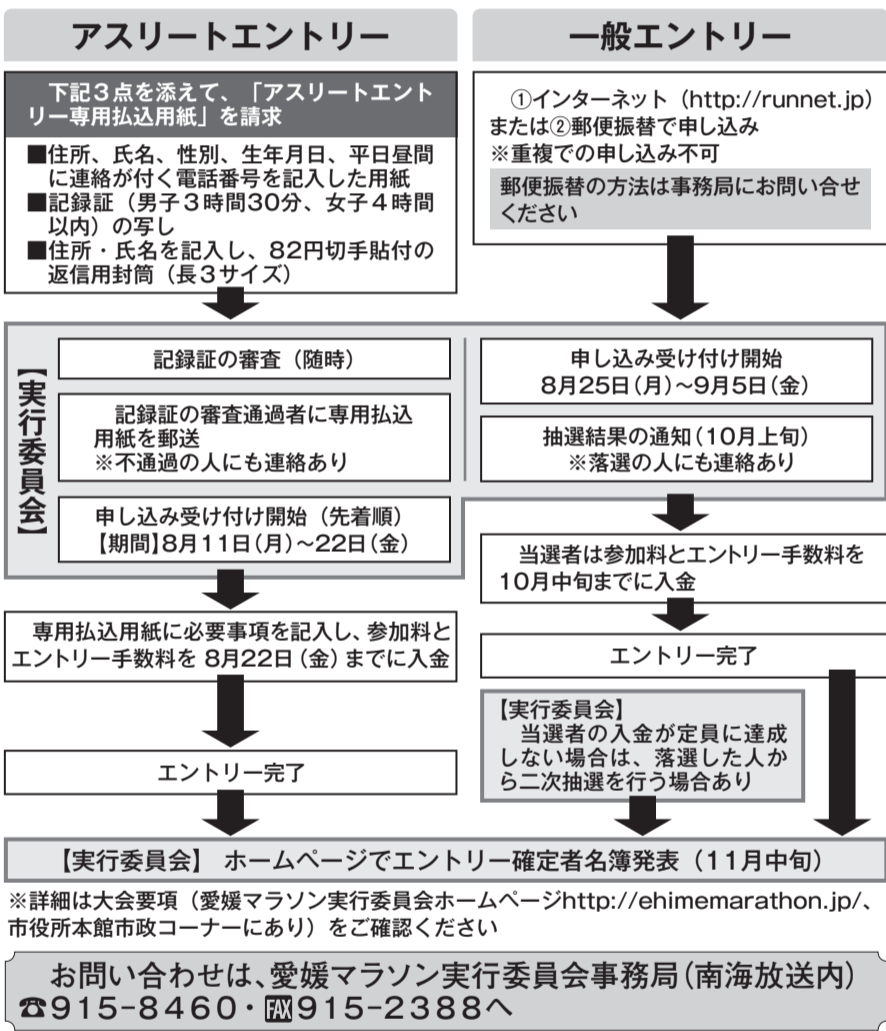 アスリートエントリー
下記3点を添えて、「アスリートエント
リー専用払込用紙」を請求
■住所、氏名、性別、生年月日、平日昼間
に連絡が付く電話番号を記入した用紙
■記録証（男子3時間30分、女子4時間
以内）の写し
■住所・氏名を記入し、82円切手貼付の
返信用封筒（長3サイズ）
一般エントリー
①インターネット（http://runnet.jp）
または②郵便振替で申し込み
※重複での申し込み不可
郵便振替の方法は事務局にお問い合せ
ください
【実行委員会】
記録証の審査（随時）
記録証の審査通過者に専用払込
用紙を郵送
※不通過の人にも連絡あり
申し込み受け付け開始（先着順）
【期間】8月11日（月）～22日（金）
申し込み受け付け開始
8月25日（月）～9月5日（金）
抽選結果の通知（10月上旬）
※落選の人にも連絡あり
専用払込用紙に必要事項を記入し、参加料と
エントリー手数料を 8月22日（金）までに入金
エントリー完了
当選者は参加料とエントリー手数料を
10月中旬までに入金
エントリー完了
【実行委員会】
当選者の入金が定員に達成
しない場合は、落選した人か
ら二次抽選を行う場合あり
【実行委員会】 ホームページでエントリー確定者名簿発表（11月中旬）
※詳細は大会要項（愛媛マラソン実行委員会ホームページhttp://ehimemarathon.jp/、
市役所本館市政コーナーにあり）をご確認ください
お問い合わせは、愛媛マラソン実行委員会事務局（南海放送内）
☎915-8460・FAX915-2388へ